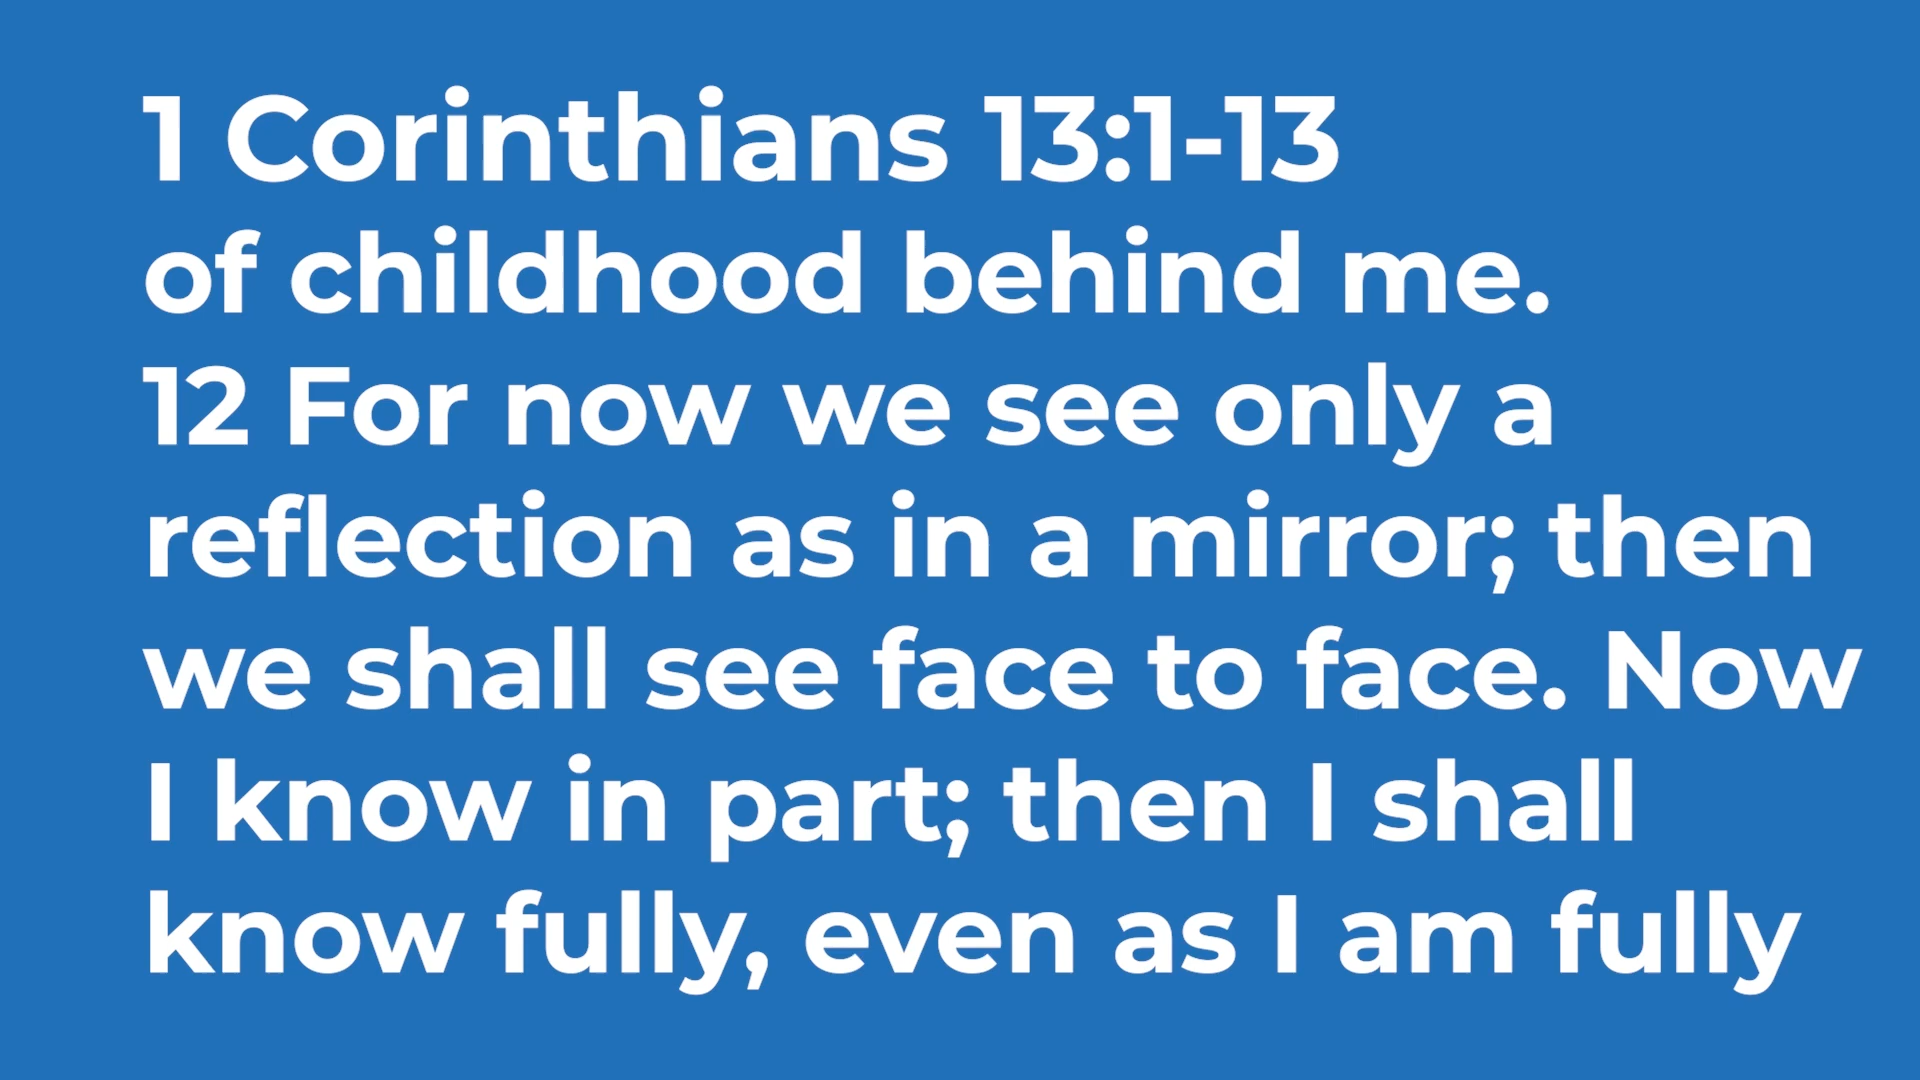 1 Corinthians 13:1-13
of childhood behind me.
12 For now we see only a
reflection as in a mirror; then
we shall see face to face. Now
I know in part; then I shall
know fully, even as I am fully